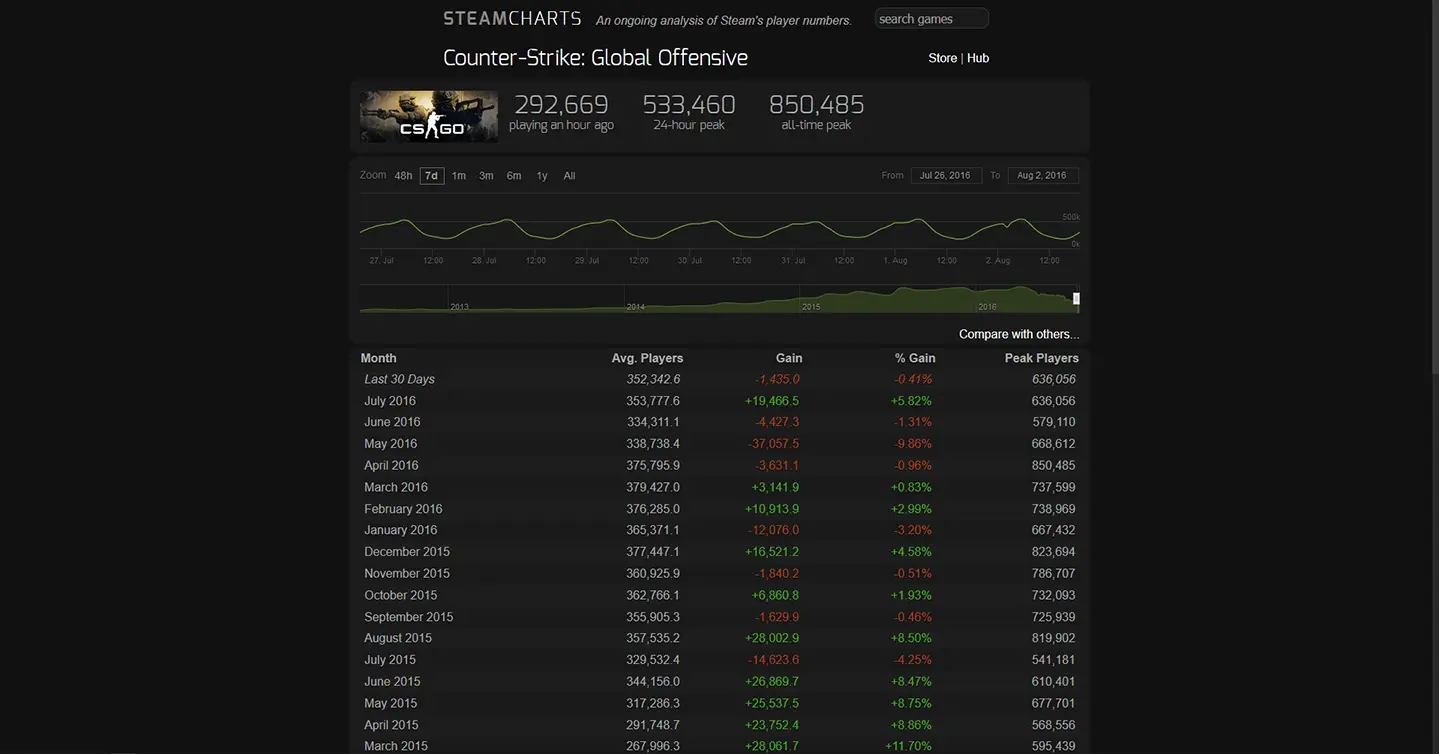 STEAMCHARTS An ongoing analysis of Steam's player numbers. search games
Counter-Strike: Global Offensive Store | Hub
CS GO
292,669 533,460 850,485
playing an hour ago 24-hour peak all-time peak
Zoom 48h 7d 1m 3m 6m 1y All From Jul 26, 2016 To Aug 2, 2016
500k
0k
27. Jul 12:00 28. Jul 12:00 29. Jul 12:00 30. Jul 12:00 31. Jul 12:00 1. Aug 12:00 2. Aug 12:00
2013 2014 2015 2016
Compare with others...
Month Avg. Players Gain % Gain Peak Players
Last 30 Days 352,342.6 -1,435.0 -0.41% 636,056
July 2016 353,777.6 +19,466.5 +5.82% 636,056
June 2016 334,311.1 -4,427.3 -1.31% 579,110
May 2016 338,738.4 -37,057.5 -9.86% 668,612
April 2016 375,795.9 -3,631.1 -0.96% 850,485
March 2016 379,427.0 +3,141.9 +0.83% 737,599
February 2016 376,285.0 +10,913.9 +2.99% 738,969
January 2016 365,371.1 -12,076.0 -3.20% 667,432
December 2015 377,447.1 +16,521.2 +4.58% 823,694
November 2015 360,925.9 -1,840.2 -0.51% 786,707
October 2015 362,766.1 +6,860.8 +1.93% 732,093
September 2015 355,905.3 -1,629.9 -0.46% 725,939
August 2015 357,535.2 +28,002.9 +8.50% 819,902
July 2015 329,532.4 -14,623.6 -4.25% 541,181
June 2015 344,156.0 +26,869.7 +8.47% 610,401
May 2015 317,286.3 +25,537.5 +8.75% 677,701
April 2015 291,748.7 +23,752.4 +8.86% 568,556
March 2015 267,996.3 +28,061.7 +11.70% 595,439